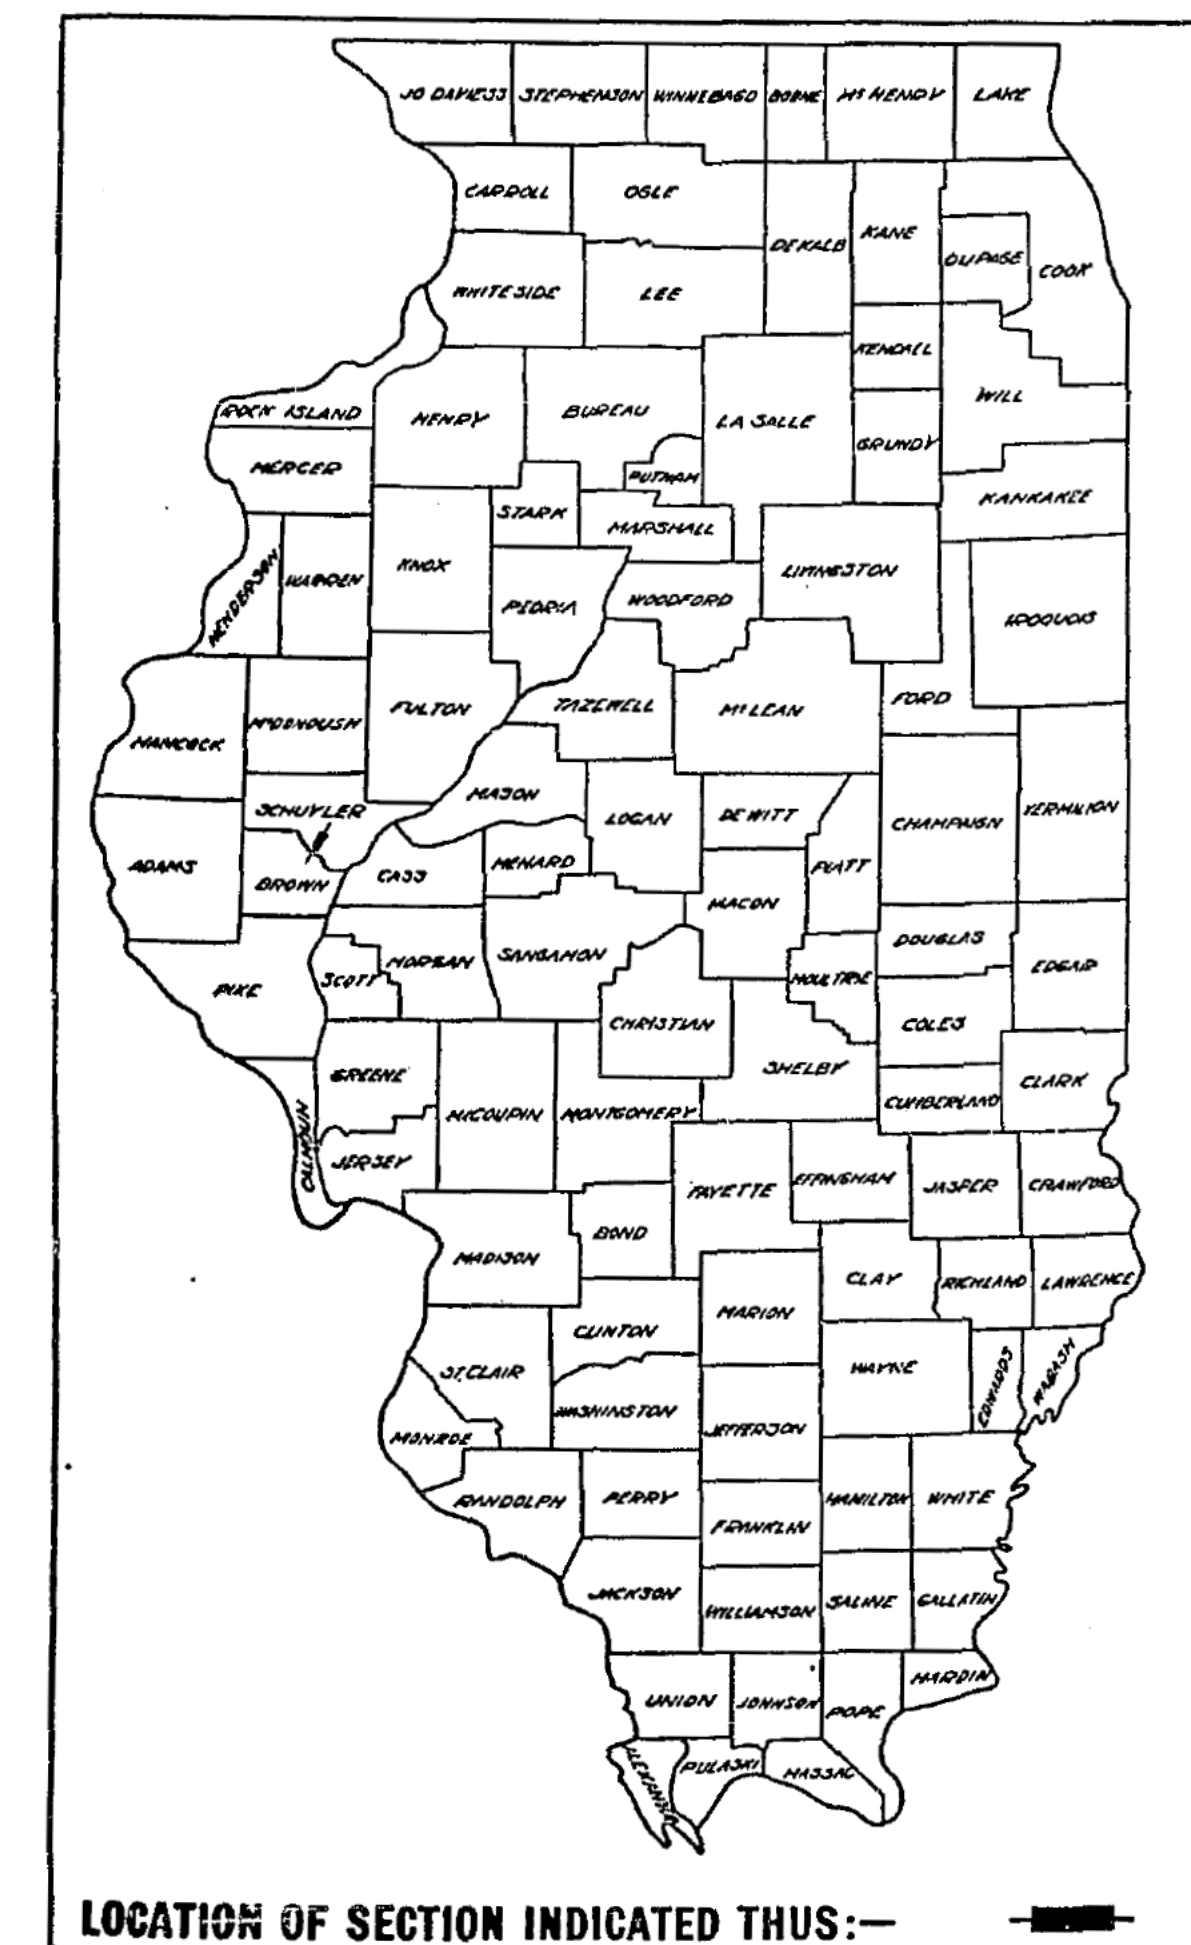 JO DAVIESS STEPHENSON WINNEBAGO BOONE McHENRY LAKE
CARROLL OGLE
DEKALB KANE DUPAGE COOK
WHITESIDE LEE
KENDALL
WILL
ROCK ISLAND HENRY BUREAU LA SALLE
GRUNDY
MERCER PUTNAM
KANKAKEE
STARK MARSHALL
HENDERSON WARREN KNOX LIVINGSTON
PEORIA WOODFORD IROQUOIS
FULTON TAZEWELL McLEAN FORD
HANCOCK McDONOUGH
MASON
SCHUYLER LOGAN DEWITT CHAMPAIGN VERMILION
ADAMS BROWN CASS MENARD PIATT
MACON
DOUGLAS
PIKE SCOTT MORGAN SANGAMON MOULTRIE EDGAR
CHRISTIAN COLES
GREENE SHELBY CLARK
CALHOUN MACOUPIN MONTGOMERY CUMBERLAND
JERSEY FAYETTE EFFINGHAM JASPER CRAWFORD
MADISON BOND
CLAY RICHLAND LAWRENCE
CLINTON MARION
ST. CLAIR WAYNE EDWARDS WABASH
WASHINGTON JEFFERSON
MONROE
RANDOLPH PERRY HAMILTON WHITE
FRANKLIN
JACKSON WILLIAMSON SALINE GALLATIN
HARDIN
UNION JOHNSON POPE
ALEXANDER PULASKI MASSAC
LOCATION OF SECTION INDICATED THUS:—